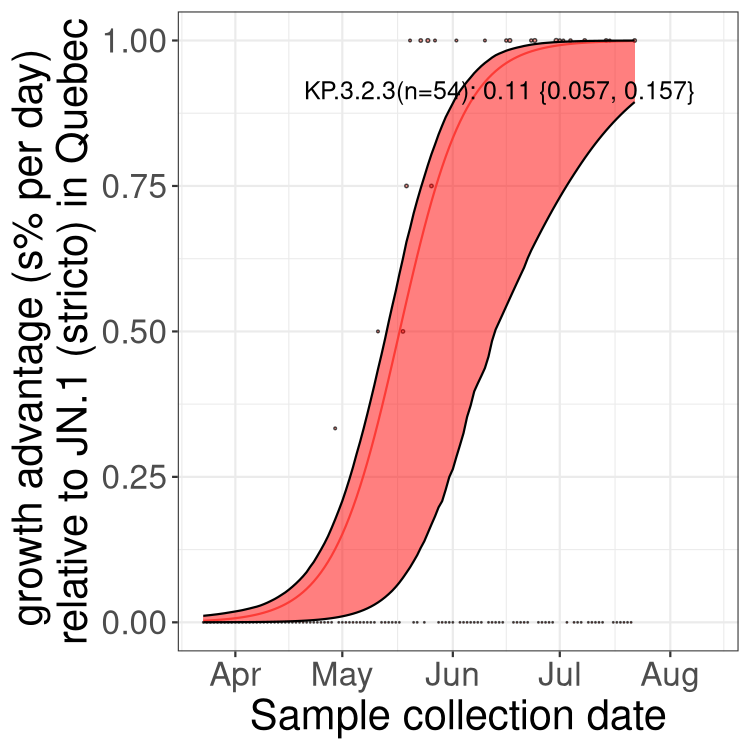 growth advantage (s% per day)
relative to JN.1 (stricto) in Quebec
1.00
0.75
0.50
0.25
0.00
KP.3.2.3(n=54): 0.11 {0.057, 0.157}
Apr May Jun Jul Aug
Sample collection date